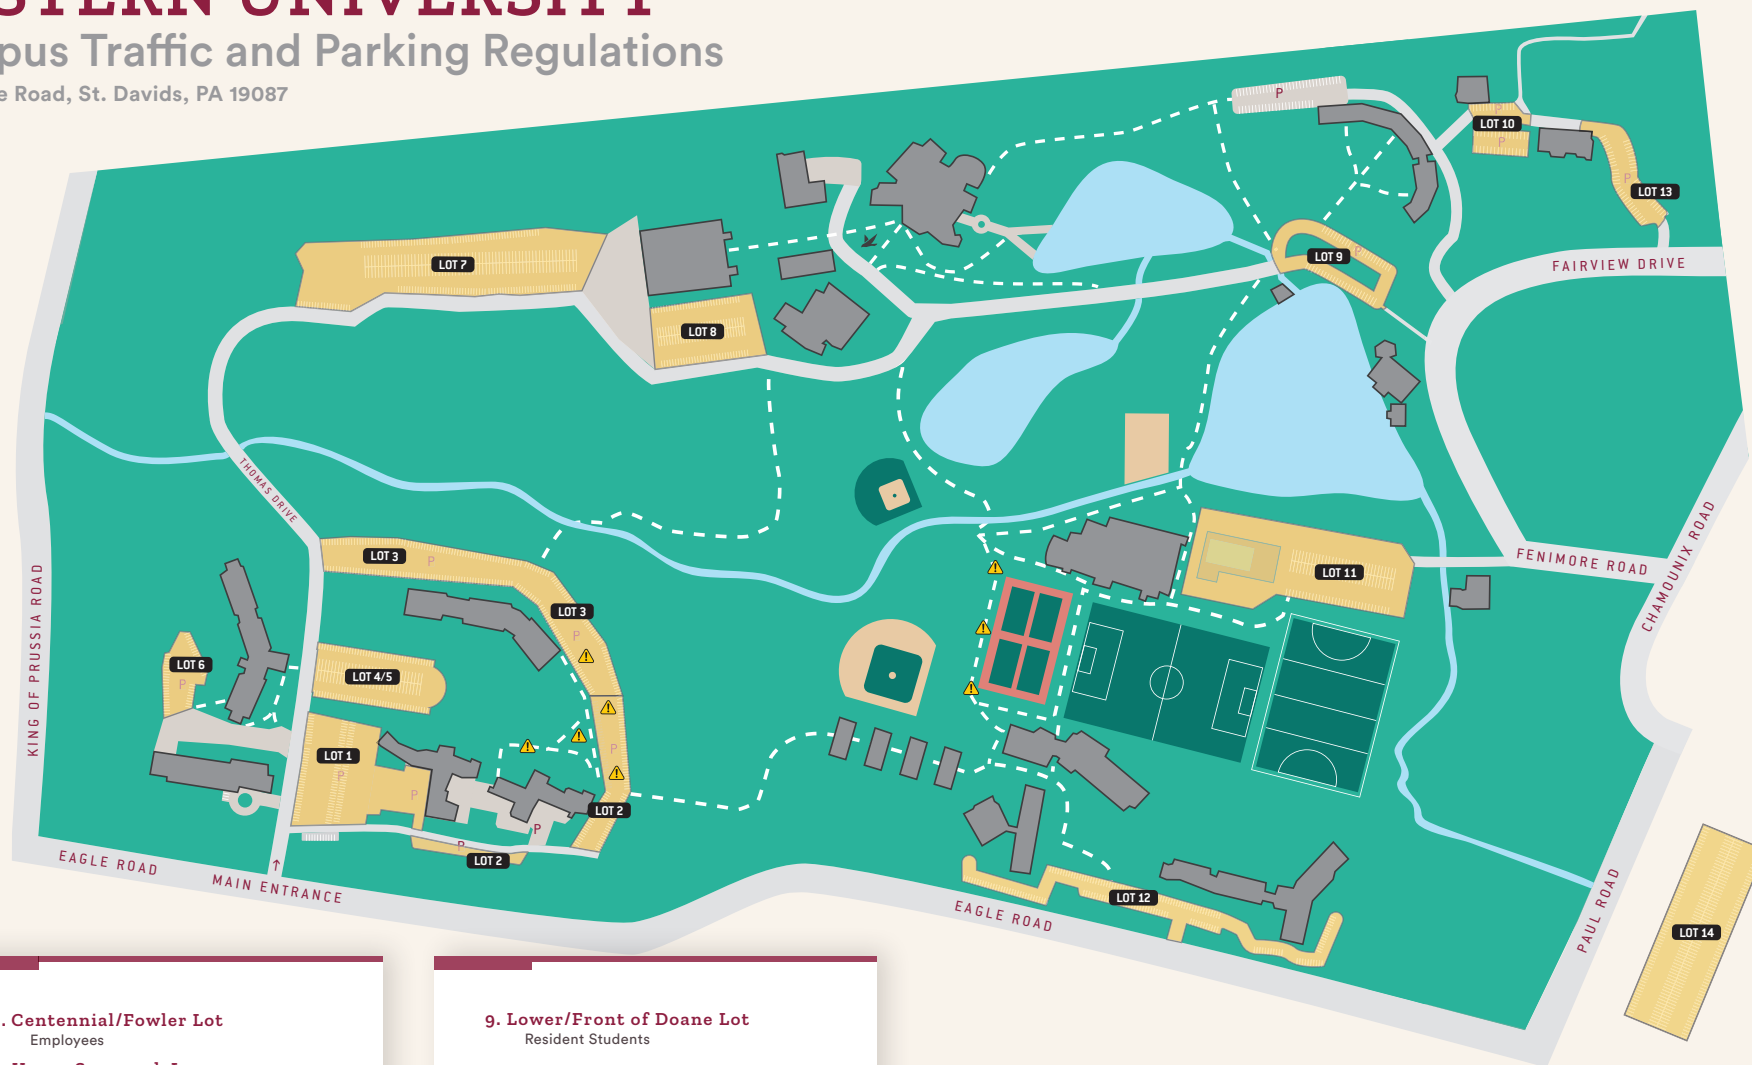 STERN UNIVERSITY
pus Traffic and Parking Regulations
e Road, St. Davids, PA 19087
P
P
LOT 10
P
P
LOT 13
LOT 7
P
LOT 9
FAIRVIEW DRIVE
LOT 8
THOMAS DRIVE
LOT 3
P
LOT 11
FENIMORE ROAD
CHAMOUNIX ROAD
KING OF PRUSSIA ROAD
LOT 3
P
LOT 6
P
LOT 4/5
LOT 1
P
P
P
LOT 2
P
P
LOT 2
EAGLE ROAD
MAIN ENTRANCE
LOT 12
EAGLE ROAD
PAUL ROAD
LOT 14
. Centennial/Fowler Lot
Employees
9. Lower/Front of Doane Lot
Resident Students